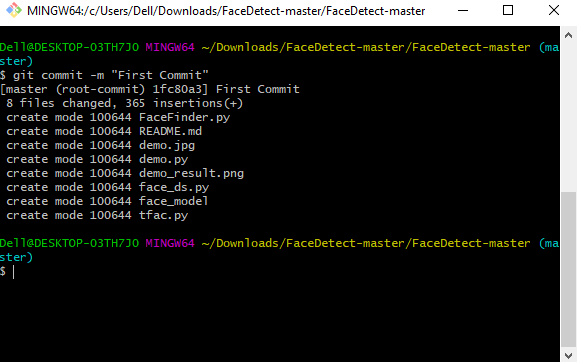 MINGW64:/c/Users/Dell/Downloads/FaceDetect-master/FaceDetect-master
Dell@DESKTOP-O3TH7JO MINGW64 ~/Downloads/FaceDetect-master/FaceDetect-master (ma
ster)
$ git commit -m "First Commit"
[master (root-commit) 1fc80a3] First Commit
 8 files changed, 365 insertions(+)
 create mode 100644 FaceFinder.py
 create mode 100644 README.md
 create mode 100644 demo.jpg
 create mode 100644 demo.py
 create mode 100644 demo_result.png
 create mode 100644 face_ds.py
 create mode 100644 face_model
 create mode 100644 tfac.py
Dell@DESKTOP-O3TH7JO MINGW64 ~/Downloads/FaceDetect-master/FaceDetect-master (ma
ster)
$